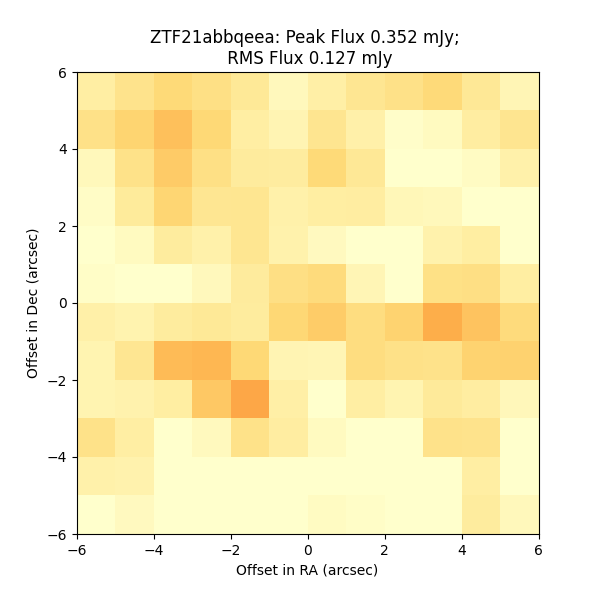 ZTF21abbqeea: Peak Flux 0.352 mJy;
RMS Flux 0.127 mJy
6
4
2
0
−2
−4
−6
Offset in Dec (arcsec)
−6 −4 −2 0 2 4 6
Offset in RA (arcsec)